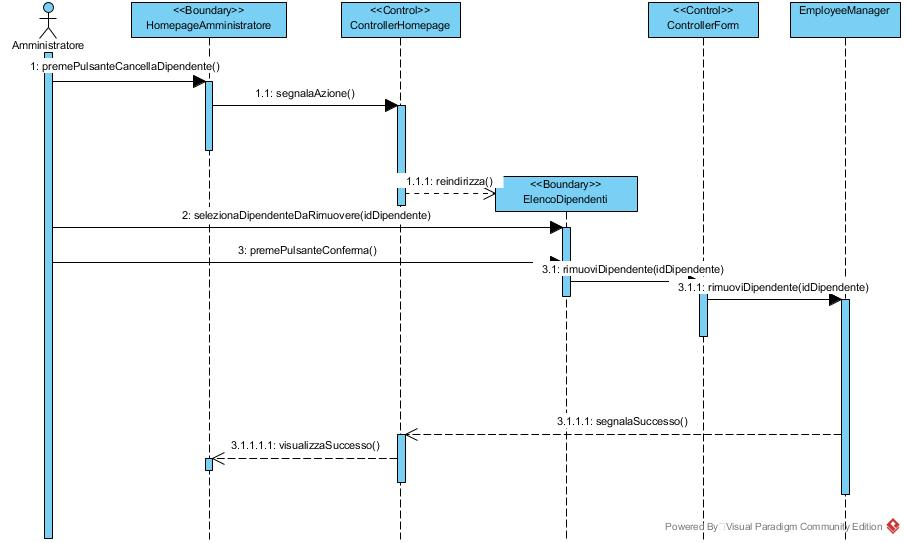 <<Boundary>>
HomepageAmministratore
<<Control>>
ControllerHomepage
<<Control>>
ControllerForm
EmployeeManager
Amministratore
1: premePulsanteCancellaDipendente()
1.1: segnalaAzione()
1.1.1: reindirizza()
<<Boundary>>
ElencoDipendenti
2: selezionaDipendenteDaRimuovere(idDipendente)
3: premePulsanteConferma()
3.1: rimuoviDipendente(idDipendente)
3.1.1: rimuoviDipendente(idDipendente)
3.1.1.1: segnalaSuccesso()
3.1.1.1.1: visualizzaSuccesso()
Powered By Visual Paradigm Community Edition